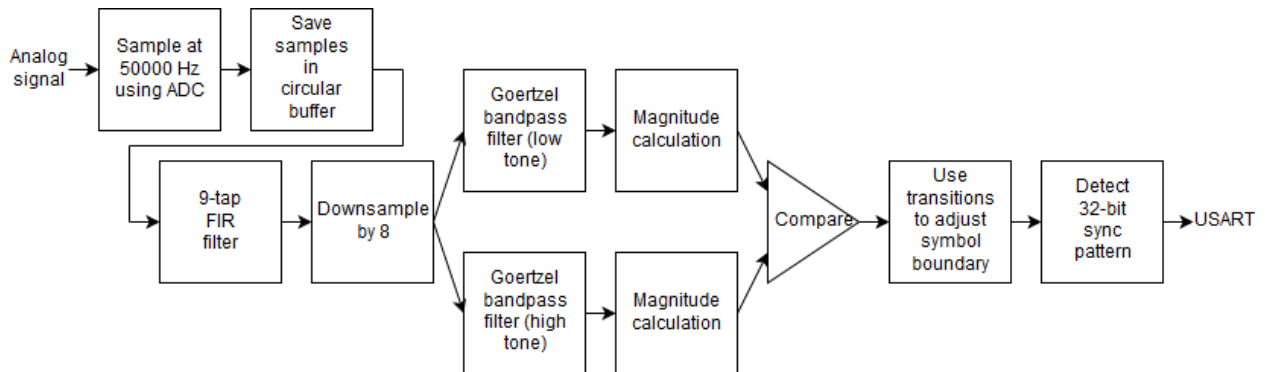 Analog
signal
Sample at
50000 Hz
using ADC
Save
samples
in
circular
buffer
9-tap
FIR
filter
Downsample
by 8
Goertzel
bandpass
filter (low
tone)
Magnitude
calculation
Goertzel
bandpass
filter (high
tone)
Magnitude
calculation
Compare
Use
transitions
to adjust
symbol
boundary
Detect
32-bit
sync
pattern
USART